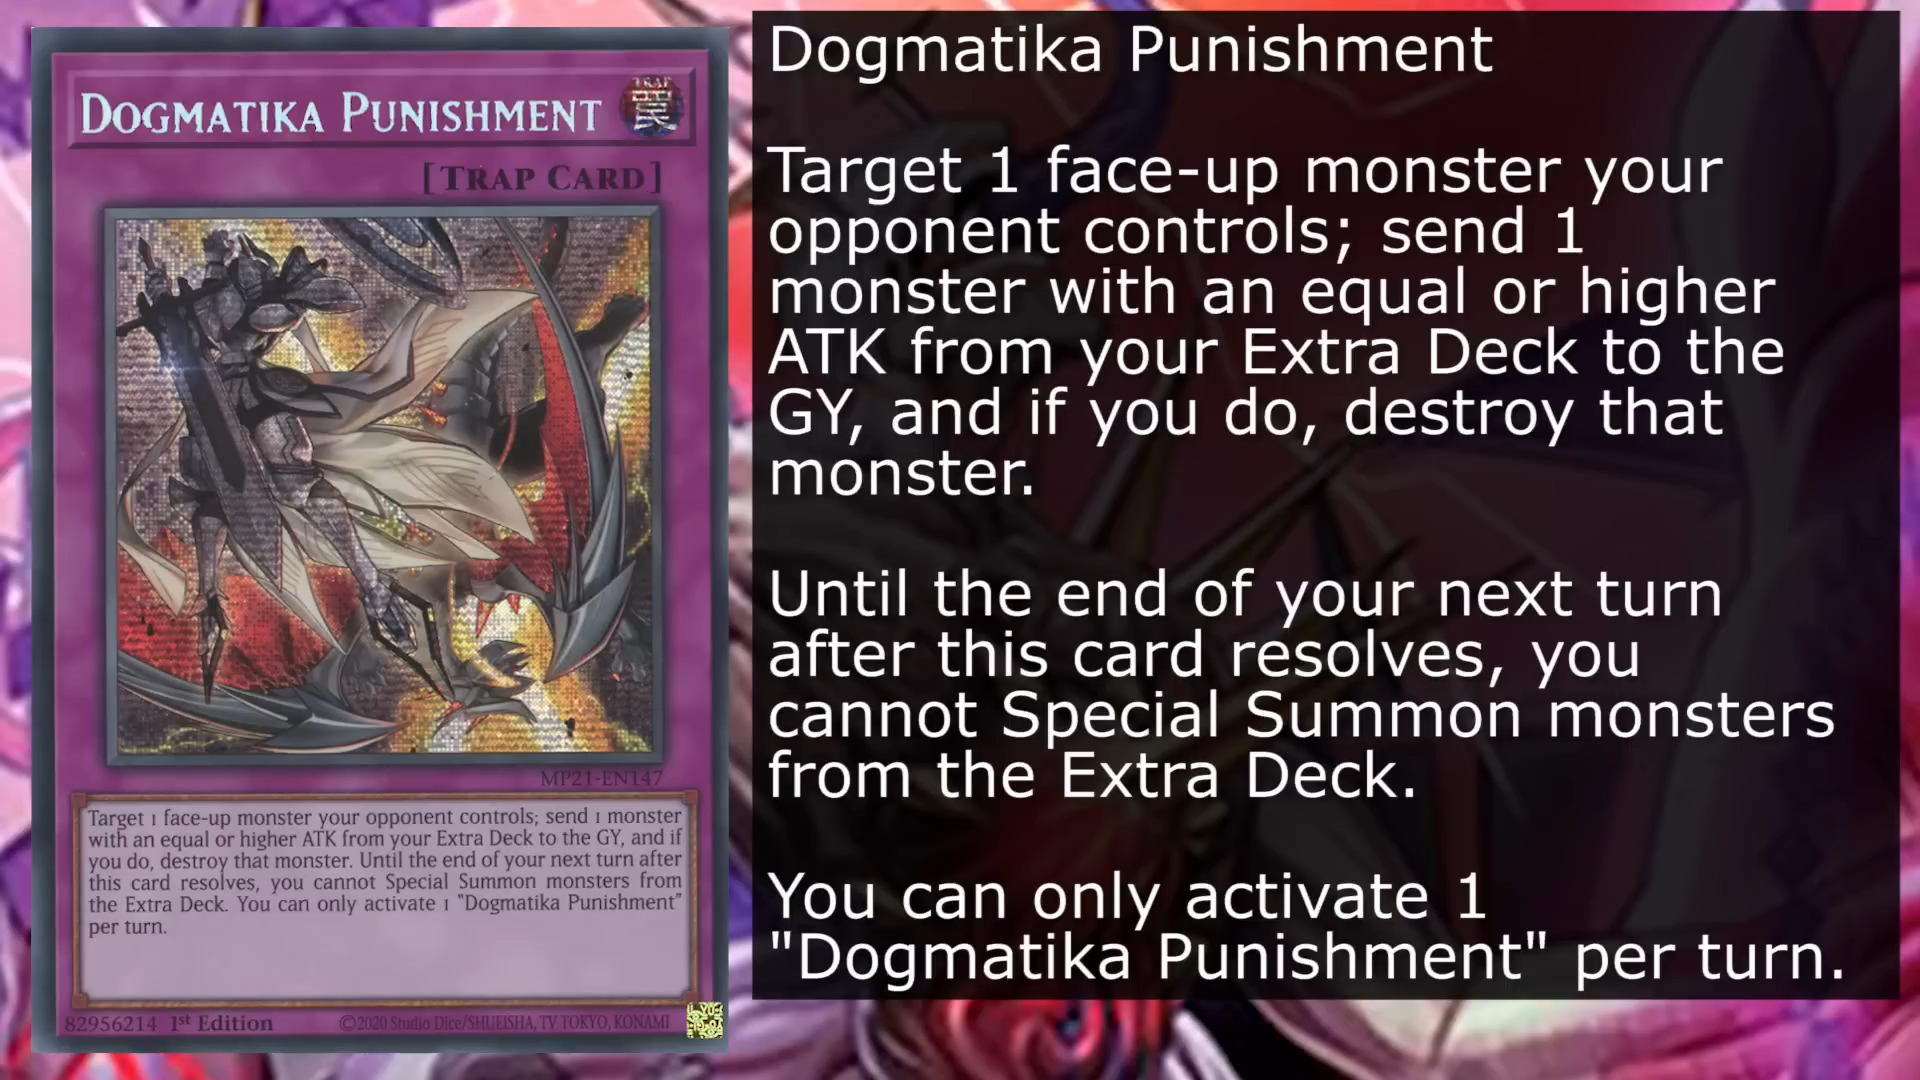 DOGMATIKA PUNISHMENT
TRAP
罠
[TRAP CARD]
MP21-EN147
Target 1 face-up monster your opponent controls; send 1 monster
with an equal or higher ATK from your Extra Deck to the GY, and if
you do, destroy that monster. Until the end of your next turn after
this card resolves, you cannot Special Summon monsters from
the Extra Deck. You can only activate 1 "Dogmatika Punishment"
per turn.
82956214 1st Edition
©2020 Studio Dice/SHUEISHA, TV TOKYO, KONAMI
Dogmatika Punishment
Target 1 face-up monster your
opponent controls; send 1
monster with an equal or higher
ATK from your Extra Deck to the
GY, and if you do, destroy that
monster.
Until the end of your next turn
after this card resolves, you
cannot Special Summon monsters
from the Extra Deck.
You can only activate 1
"Dogmatika Punishment" per turn.